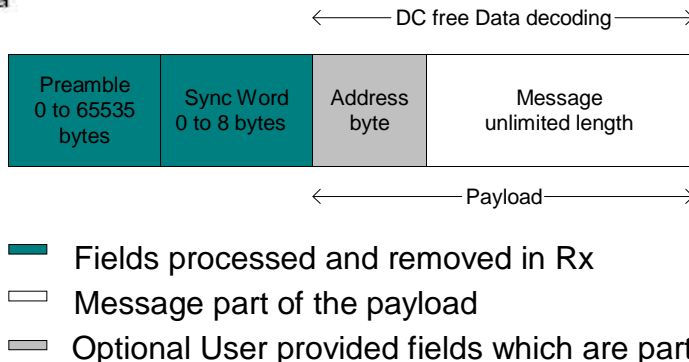 DC free Data decoding
Preamble
0 to 65535
bytes
Sync Word
0 to 8 bytes
Address
byte
Message
unlimited length
Payload
Fields processed and removed in Rx
Message part of the payload
Optional User provided fields which are part